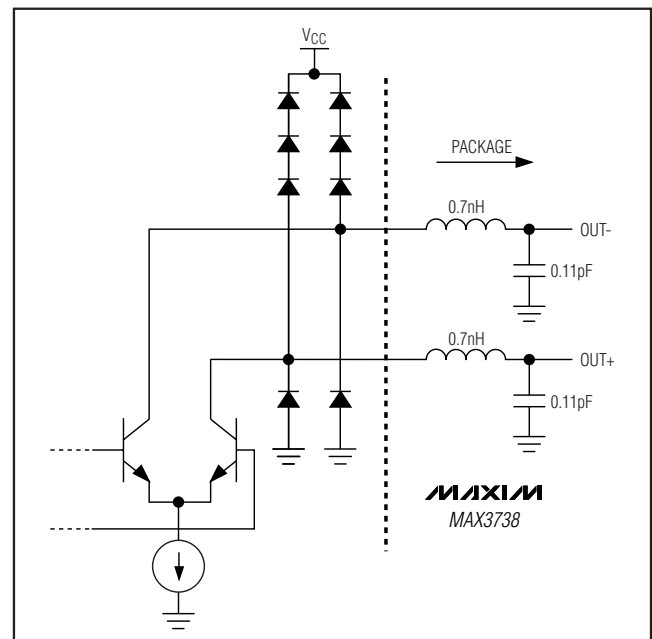 VCC
PACKAGE
0.7nH
OUT-
0.11pF
0.7nH
OUT+
0.11pF
MAXIM
MAX3738